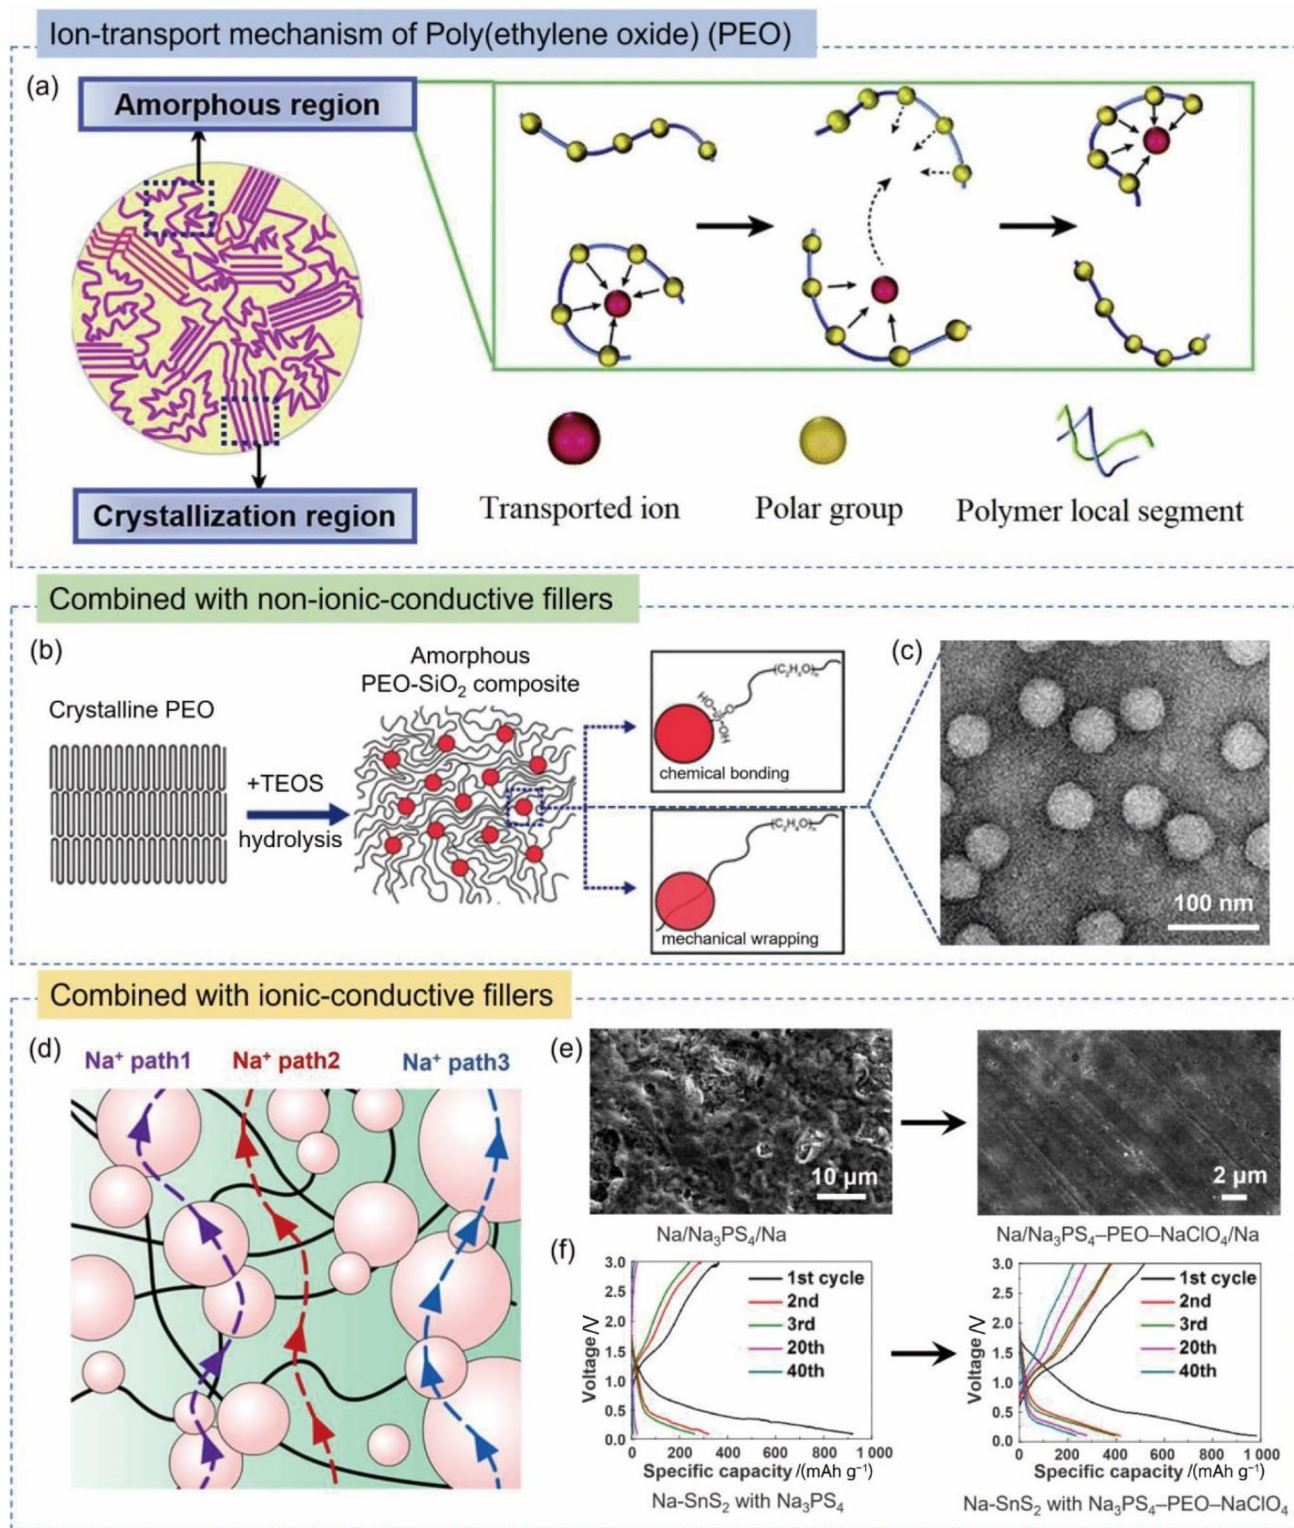 Ion-transport mechanism of Poly(ethylene oxide) (PEO)
(a)
Amorphous region
Crystallization region
Transported ion
Polar group
Polymer local segment
Combined with non-ionic-conductive fillers
(b)
Crystalline PEO
+TEOS
hydrolysis
Amorphous
PEO-SiO₂ composite
(C₂H₄O)ₙ
HO
Si
O
OH
chemical bonding
(C₂H₄O)ₙ
mechanical wrapping
(c)
100 nm
Combined with ionic-conductive fillers
(d)
Na⁺ path1
Na⁺ path2
Na⁺ path3
(e)
10 μm
2 μm
Na/Na₃PS₄/Na
Na/Na₃PS₄–PEO–NaClO₄/Na
(f)
Voltage/V
3.0
2.5
2.0
1.5
1.0
0.5
0.0
1st cycle
2nd
3rd
20th
40th
0 200 400 600 800 1 000
Specific capacity /(mAh g⁻¹)
Na-SnS₂ with Na₃PS₄
Voltage /V
3.0
2.5
2.0
1.5
1.0
0.5
0.0
1st cycle
2nd
3rd
20th
40th
0 200 400 600 800 1 000
Specific capacity /(mAh g⁻¹)
Na-SnS₂ with Na₃PS₄–PEO–NaClO₄